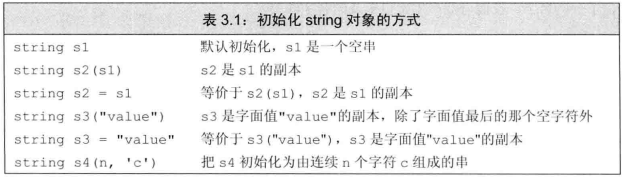 表 3.1：初始化 string 对象的方式
string s1 默认初始化，s1 是一个空串
string s2(s1) s2 是 s1 的副本
string s2 = s1 等价于 s2(s1)，s2 是 s1 的副本
string s3("value") s3 是字面值"value"的副本，除了字面值最后的那个空字符外
string s3 = "value" 等价于 s3("value")，s3 是字面值"value"的副本
string s4(n, 'c') 把 s4 初始化为由连续 n 个字符 c 组成的串